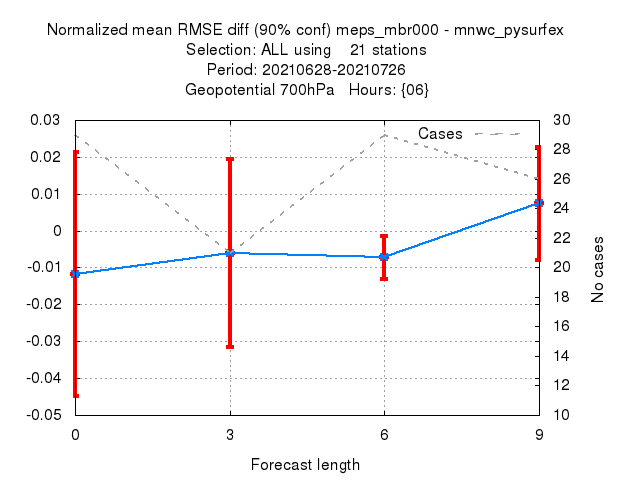 Normalized mean RMSE diff (90% conf) meps_mbr000 - mnwc_pysurfex
Selection: ALL using 21 stations
Period: 20210628-20210726
Geopotential 700hPa Hours: {06}
Cases
0.03
0.02
0.01
0
-0.01
-0.02
-0.03
-0.04
-0.05
30
28
26
24
22
20
18
16
14
12
10
No cases
0 3 6 9
Forecast length